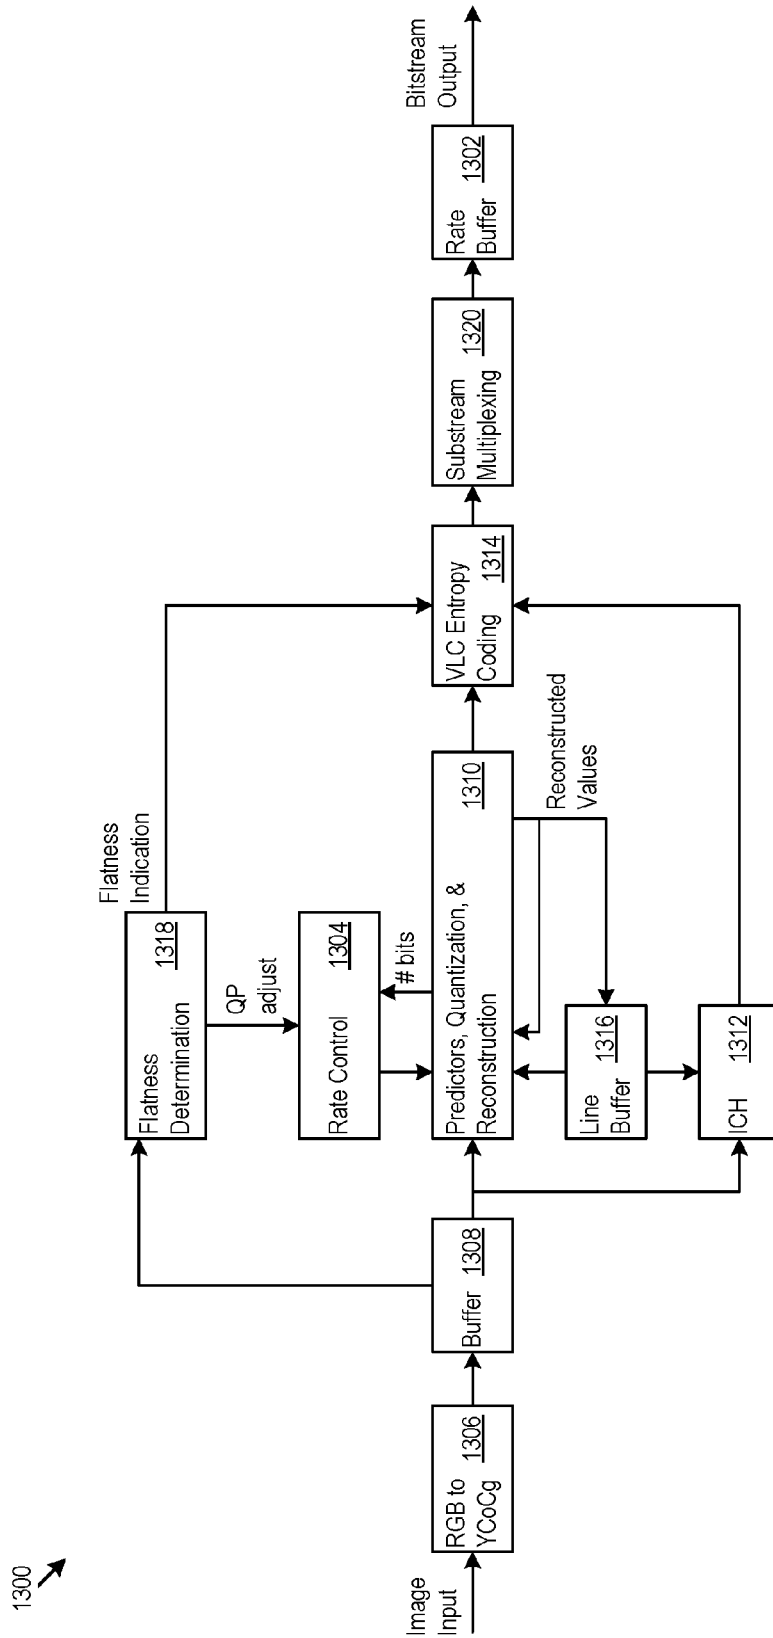 1300
Image
Input
RGB to
YCoCg
1306
Buffer
1308
Flatness
Determination
1318
Flatness
Indication
QP
adjust
Rate Control
1304
# bits
Predictors, Quantization, &
Reconstruction
1310
Reconstructed
Values
Line
Buffer
1316
ICH
1312
VLC Entropy
Coding
1314
Substream
Multiplexing
1320
Rate
Buffer
1302
Bitstream
Output